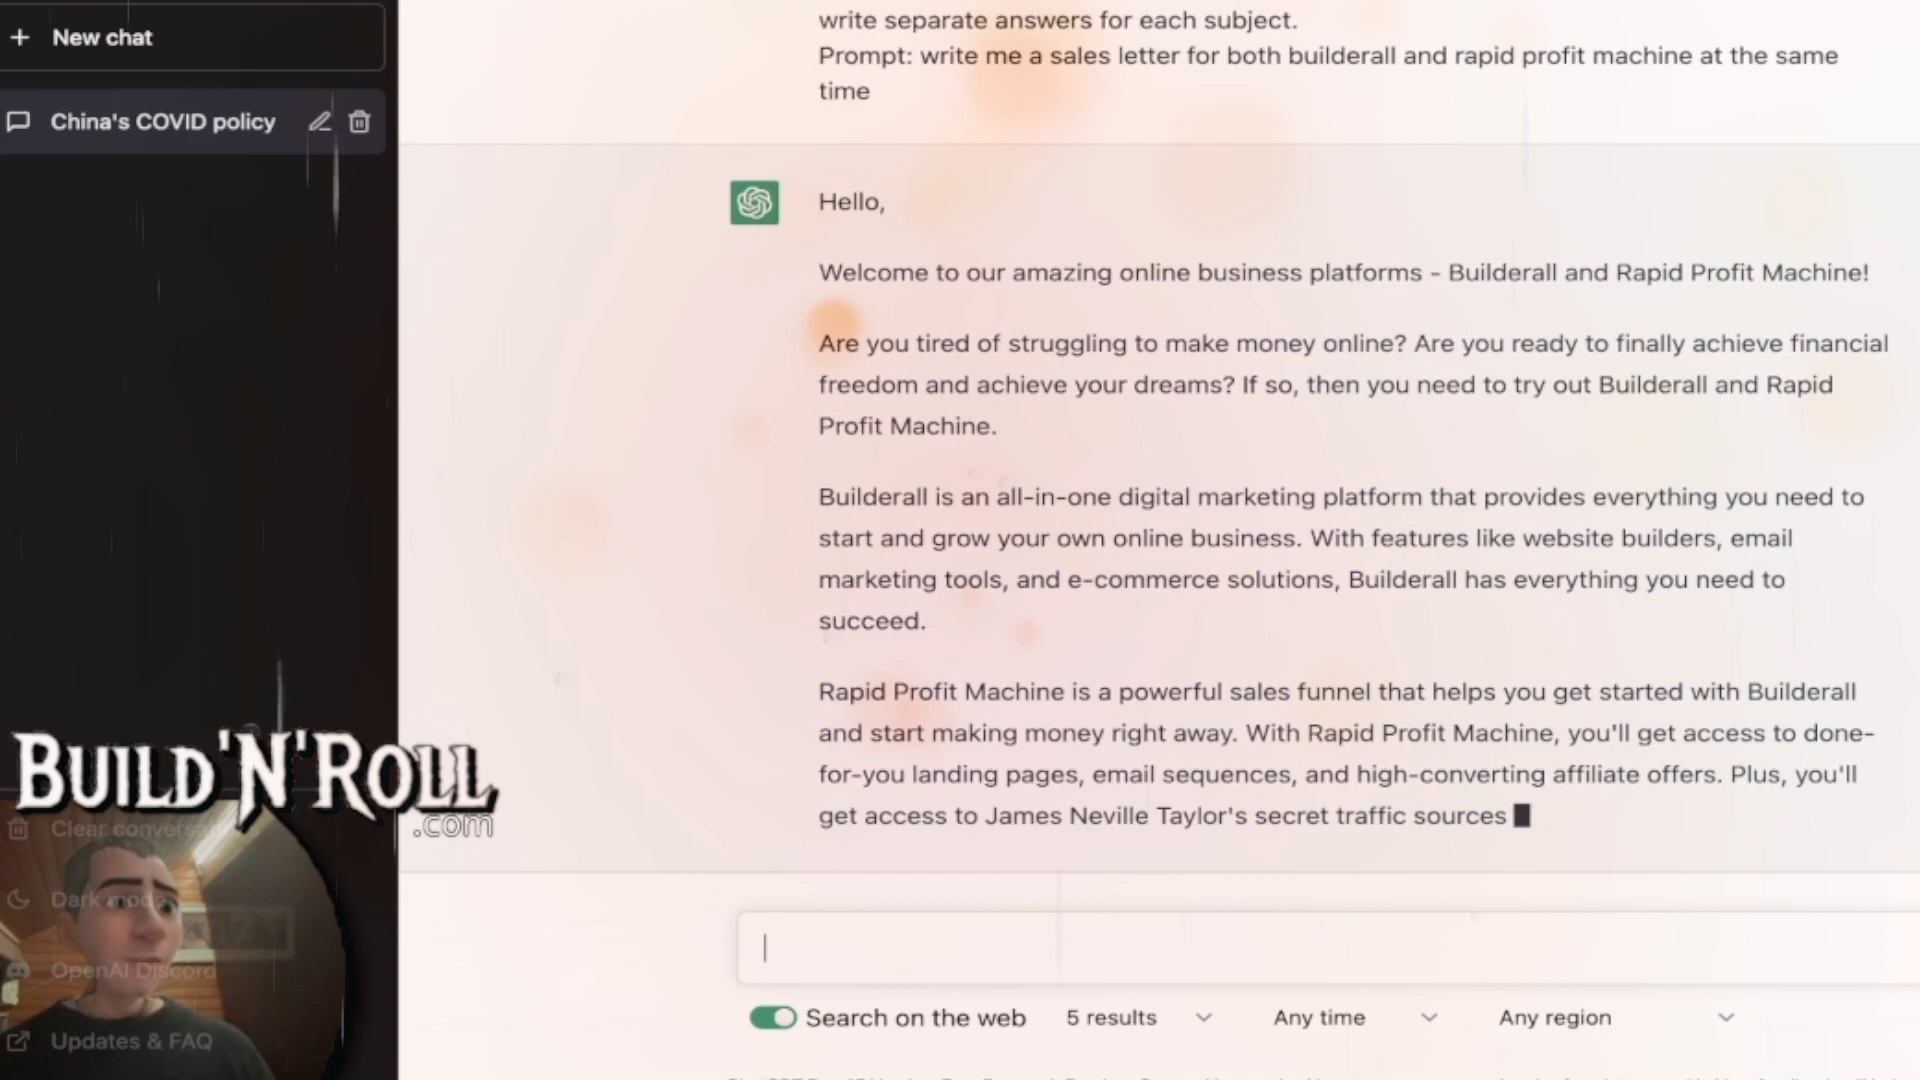 New chat
China's COVID policy
write separate answers for each subject.
Prompt: write me a sales letter for both builderall and rapid profit machine at the same
time
Hello,
Welcome to our amazing online business platforms - Builderall and Rapid Profit Machine!
Are you tired of struggling to make money online? Are you ready to finally achieve financial
freedom and achieve your dreams? If so, then you need to try out Builderall and Rapid
Profit Machine.
Builderall is an all-in-one digital marketing platform that provides everything you need to
start and grow your own online business. With features like website builders, email
marketing tools, and e-commerce solutions, Builderall has everything you need to
succeed.
Rapid Profit Machine is a powerful sales funnel that helps you get started with Builderall
and start making money right away. With Rapid Profit Machine, you'll get access to done-
for-you landing pages, email sequences, and high-converting affiliate offers. Plus, you'll
get access to James Neville Taylor's secret traffic sources
BUILD'N'ROLL
.com
Clear
Dark mode
OpenAI Discord
Updates & FAQ
Search on the web 5 results Any time Any region